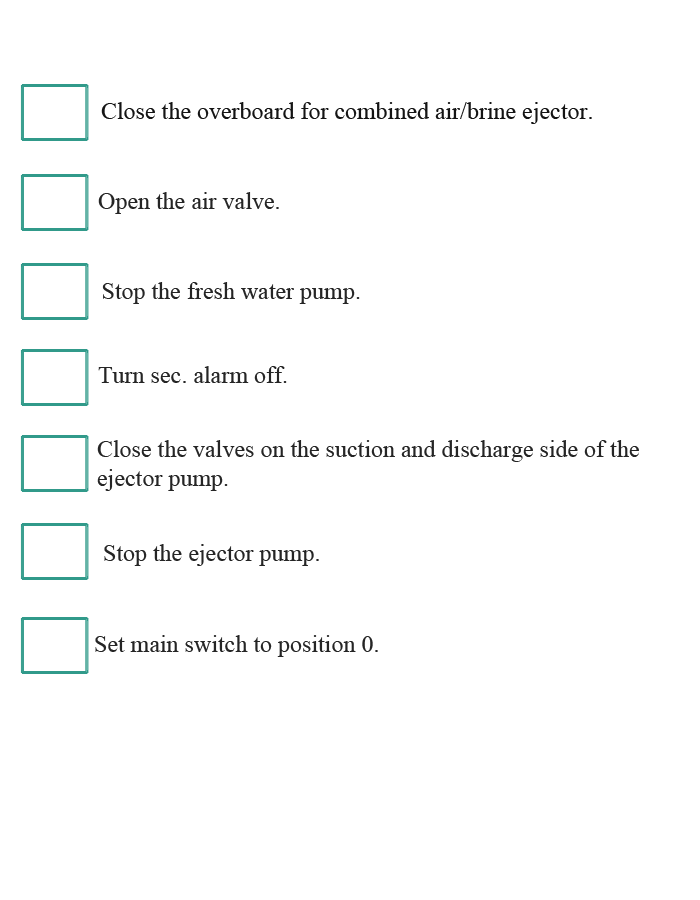 Close the overboard for combined air/brine ejector.
Open the air valve.
Stop the fresh water pump.
Turn sec. alarm off.
Close the valves on the suction and discharge side of the
ejector pump.
Stop the ejector pump.
Set main switch to position 0.